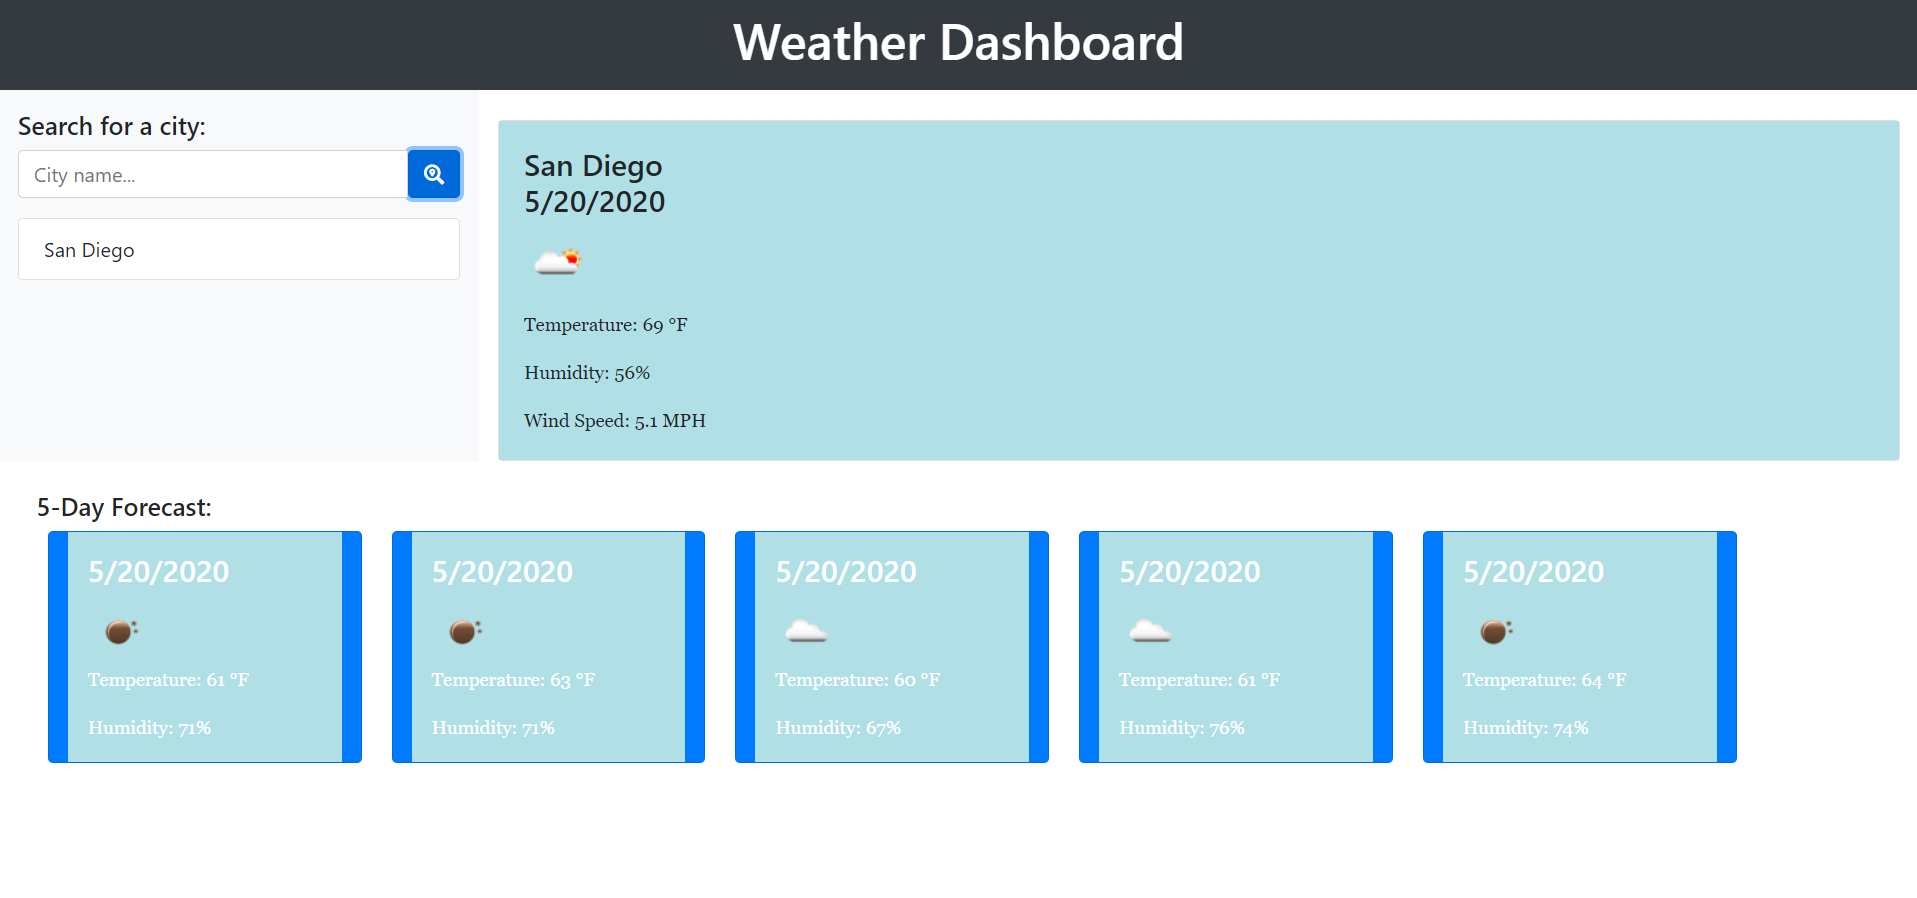 Weather Dashboard
Search for a city:
City name...
San Diego
San Diego
5/20/2020
Temperature: 69 °F
Humidity: 56%
Wind Speed: 5.1 MPH
5-Day Forecast:
5/20/2020
Temperature: 61 °F
Humidity: 71%
5/20/2020
Temperature: 63 °F
Humidity: 71%
5/20/2020
Temperature: 60 °F
Humidity: 67%
5/20/2020
Temperature: 61 °F
Humidity: 76%
5/20/2020
Temperature: 64 °F
Humidity: 74%